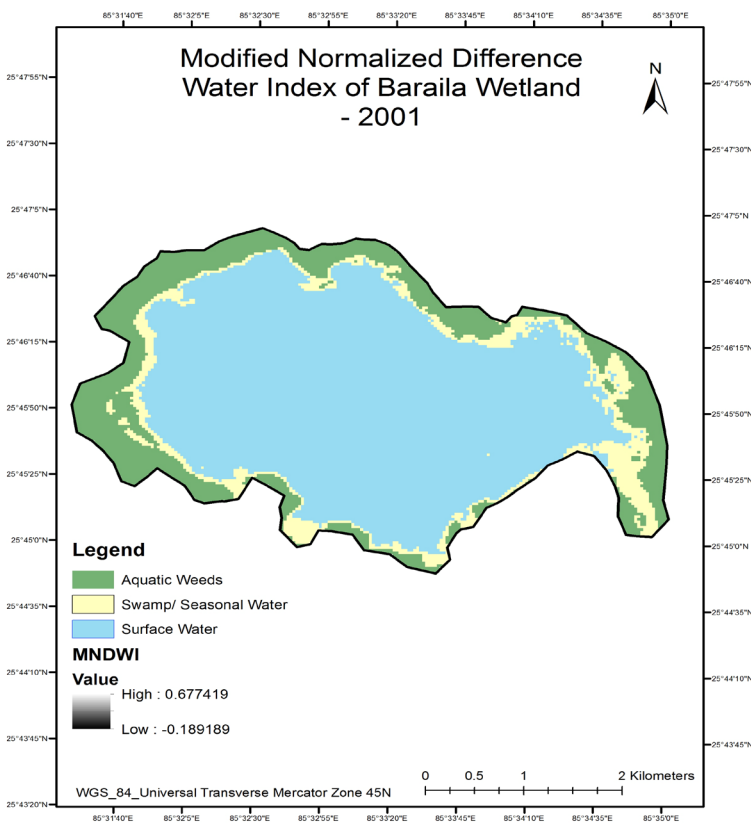 85°31'40"E 85°32'5"E 85°32'30"E 85°32'55"E 85°33'20"E 85°33'45"E 85°34'10"E 85°34'35"E 85°35'0"E
Modified Normalized Difference
Water Index of Baraila Wetland
- 2001
N
25°47'55"N 25°47'55"N
25°47'30"N 25°47'30"N
25°47'5"N 25°47'5"N
25°46'40"N 25°46'40"N
25°46'15"N 25°46'15"N
25°45'50"N 25°45'50"N
25°45'25"N 25°45'25"N
25°45'0"N 25°45'0"N
Legend
Aquatic Weeds
25°44'35"N 25°44'35"N
Swamp/ Seasonal Water
Surface Water
MNDWI
25°44'10"N 25°44'10"N
Value
High : 0.677419
Low : -0.189189
25°43'45"N 25°43'45"N
0 0.5 1 2 Kilometers
WGS_84_Universal Transverse Mercator Zone 45N
25°43'20"N
85°31'40"E 85°32'5"E 85°32'30"E 85°32'55"E 85°33'20"E 85°33'45"E 85°34'10"E 85°34'35"E 85°35'0"E